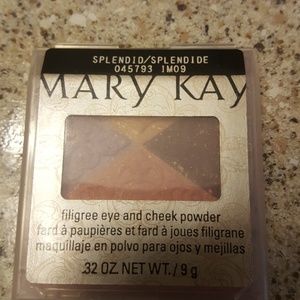 SPLENDID/SPLENDIDE
045793 1M09
MARY KAY
filigree eye and cheek powder
fard à paupières et fard à joues filigrane
maquillaje en polvo para ojos y mejillas
.32 OZ. NET WT. / 9 g